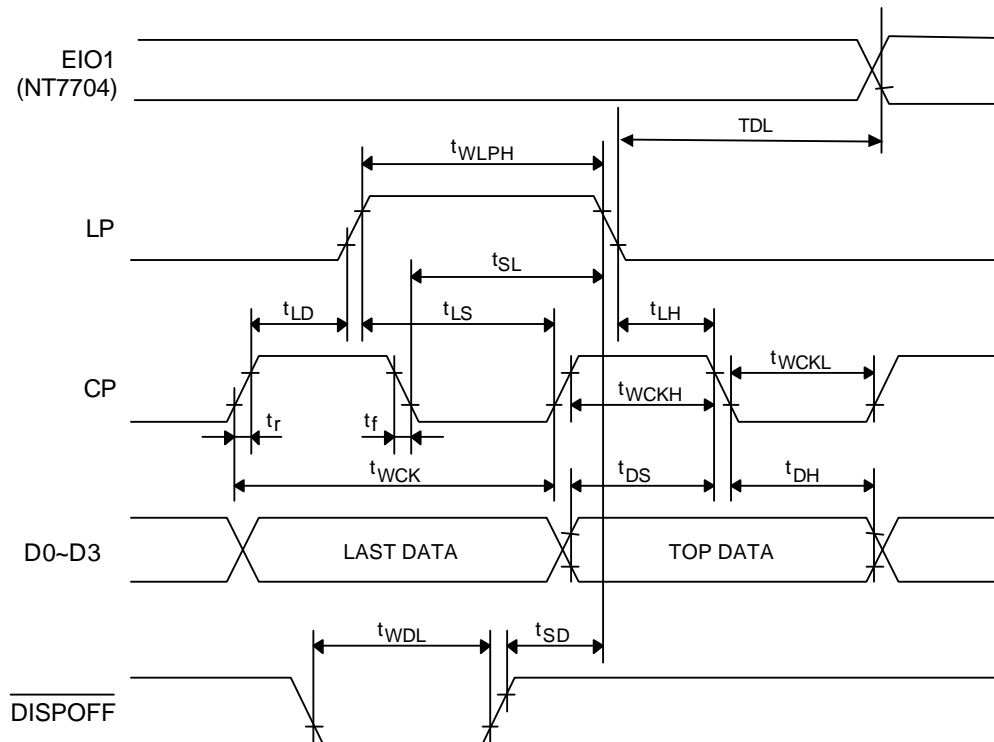 EIO1
(NT7704)
TDL
tWLPH
LP
tSL
tLD
tLS
tLH
tWCKL
CP
tWCKH
tr
tf
tWCK
tDS
tDH
D0~D3
LAST DATA
TOP DATA
tWDL
tSD
DISPOFF